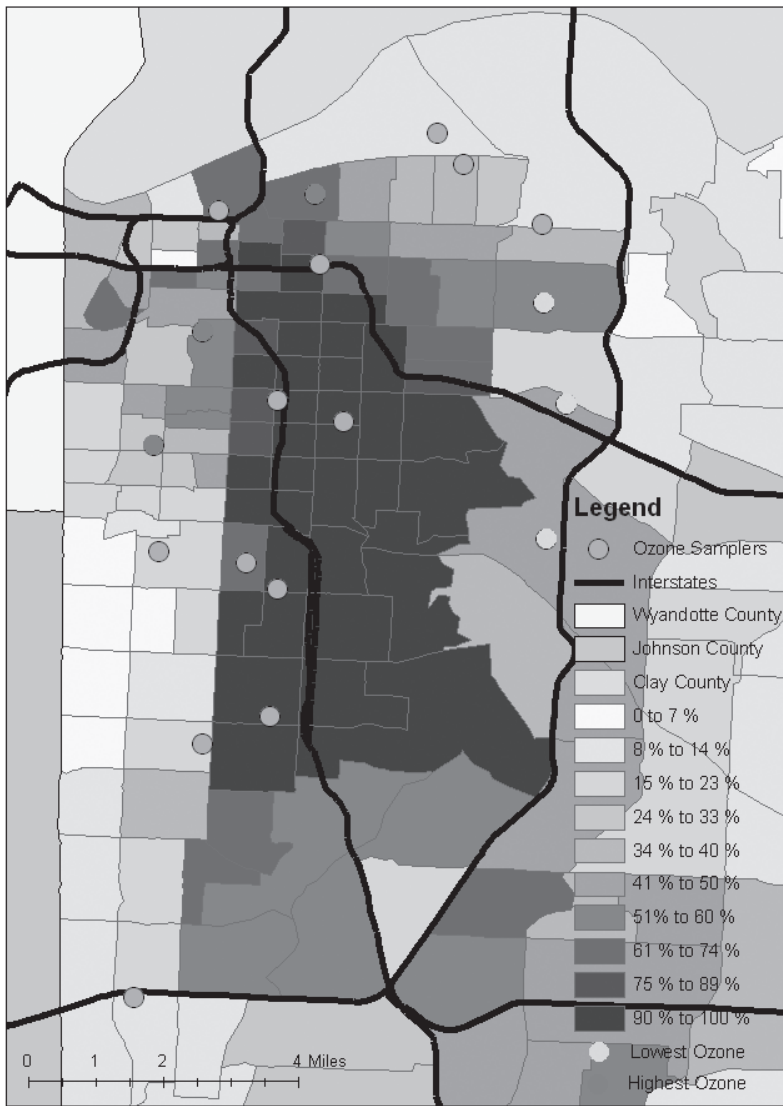 Legend
Ozone Samplers
Interstates
Wyandotte County
Johnson County
Clay County
0 to 7 %
8 % to 14 %
15 % to 23 %
24 % to 33 %
34 % to 40 %
41 % to 50 %
51% to 60 %
61 % to 74 %
75 % to 89 %
90 % to 100 %
Lowest Ozone
Highest Ozone
0 1 2 4 Miles